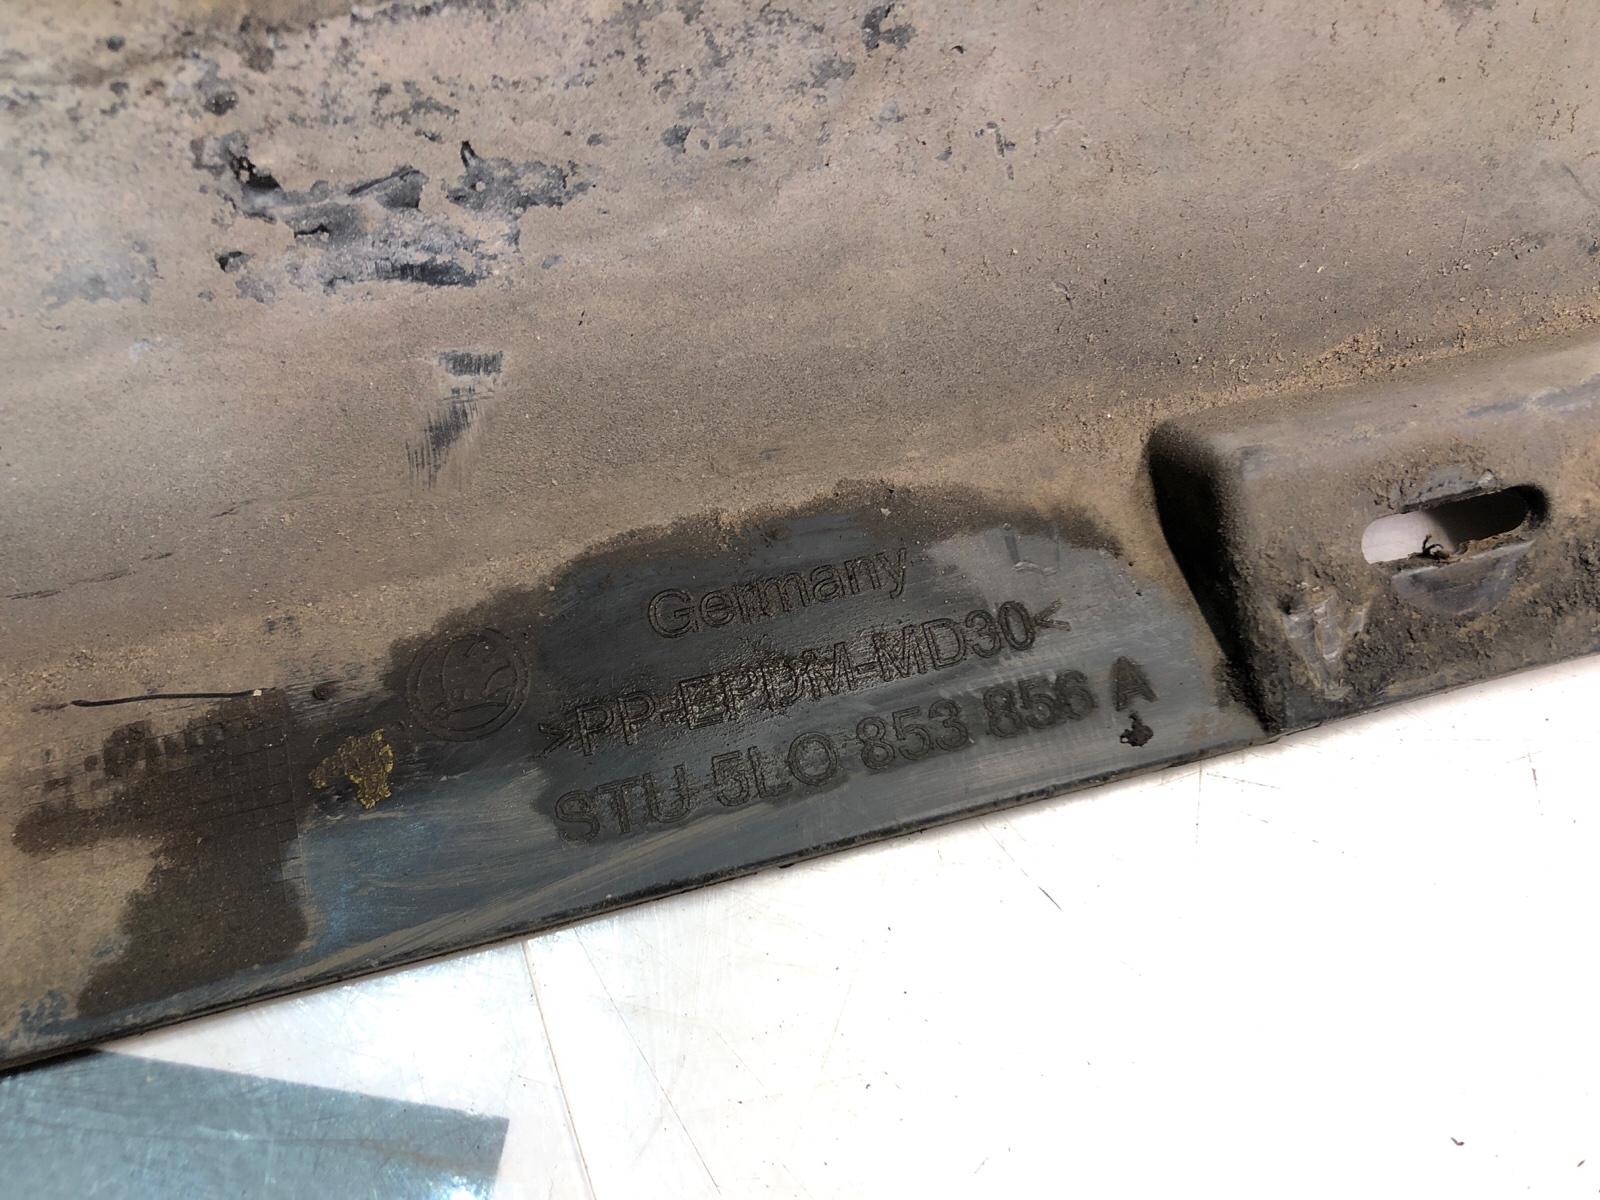 Germany
>PP-EPDM-MD30<
STU 5L0 853 856 A